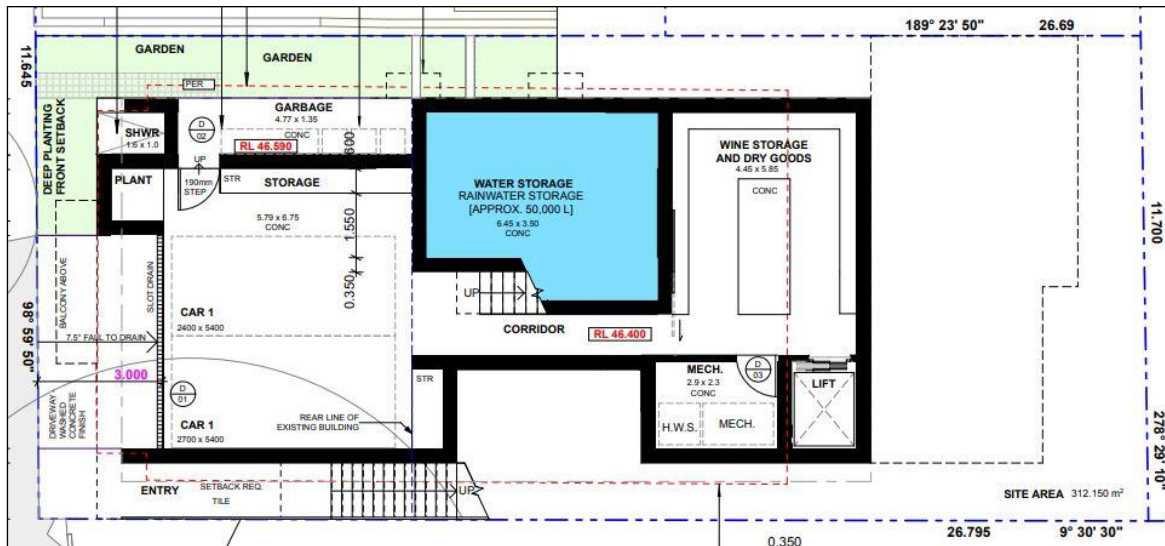 189° 23' 50" 26.69
11.645
GARDEN
GARDEN
PER
DEEP PLANTING
FRONT SETBACK
SHWR
1.6 x 1.0
D
02
GARBAGE
4.77 x 1.35
CONC
RL 46.590
.600
UP
190mm
STEP
PLANT
STR
STORAGE
5.79 x 6.75
CONC
1.550
0.350
WATER STORAGE
RAINWATER STORAGE
[APPROX. 50,000 L]
6.45 x 3.50
CONC
WINE STORAGE
AND DRY GOODS
4.45 x 5.85
CONC
11.700
BALCONY ABOVE
SLOT DRAIN
UP
CAR 1
2400 x 5400
CORRIDOR
RL 46.400
98° 59' 50"
7.5° FALL TO DRAIN
3.000
D
01
DRIVEWAY -
WASHED
CONCRETE
FINISH
CAR 1
2700 x 5400
REAR LINE OF
EXISTING BUILDING
STR
MECH.
2.9 x 2.3
CONC
D
03
H.W.S.
MECH.
LIFT
278° 29' 10"
ENTRY
SETBACK REQ.
TILE
UP
SITE AREA 312.150 m²
0.350
26.795 9° 30' 30"